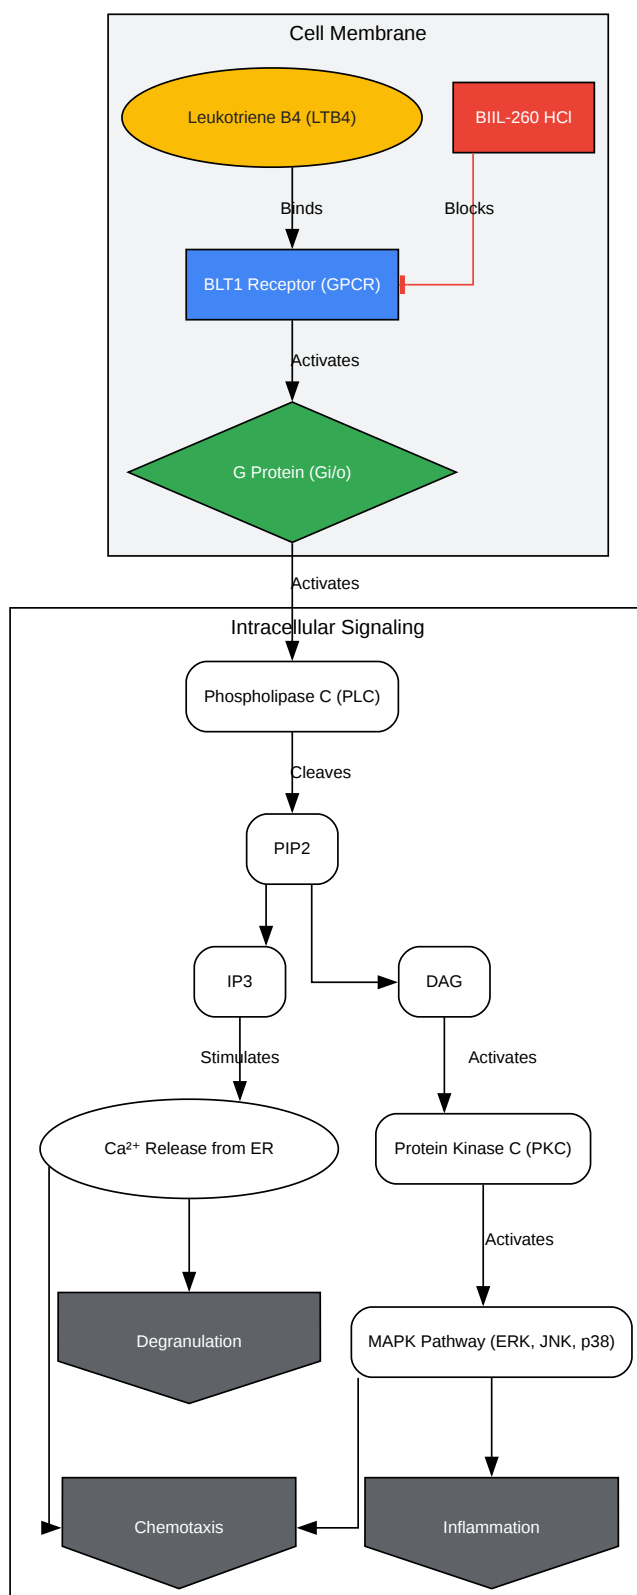 Cell Membrane
Leukotriene B4 (LTB4)
BIIL-260 HCl
Binds
Blocks
BLT1 Receptor (GPCR)
Activates
G Protein (Gi/o)
Activates
Intracellular Signaling
Phospholipase C (PLC)
Cleaves
PIP2
IP3
DAG
Stimulates
Activates
Ca²⁺ Release from ER
Protein Kinase C (PKC)
Activates
Degranulation
MAPK Pathway (ERK, JNK, p38)
Chemotaxis
Inflammation